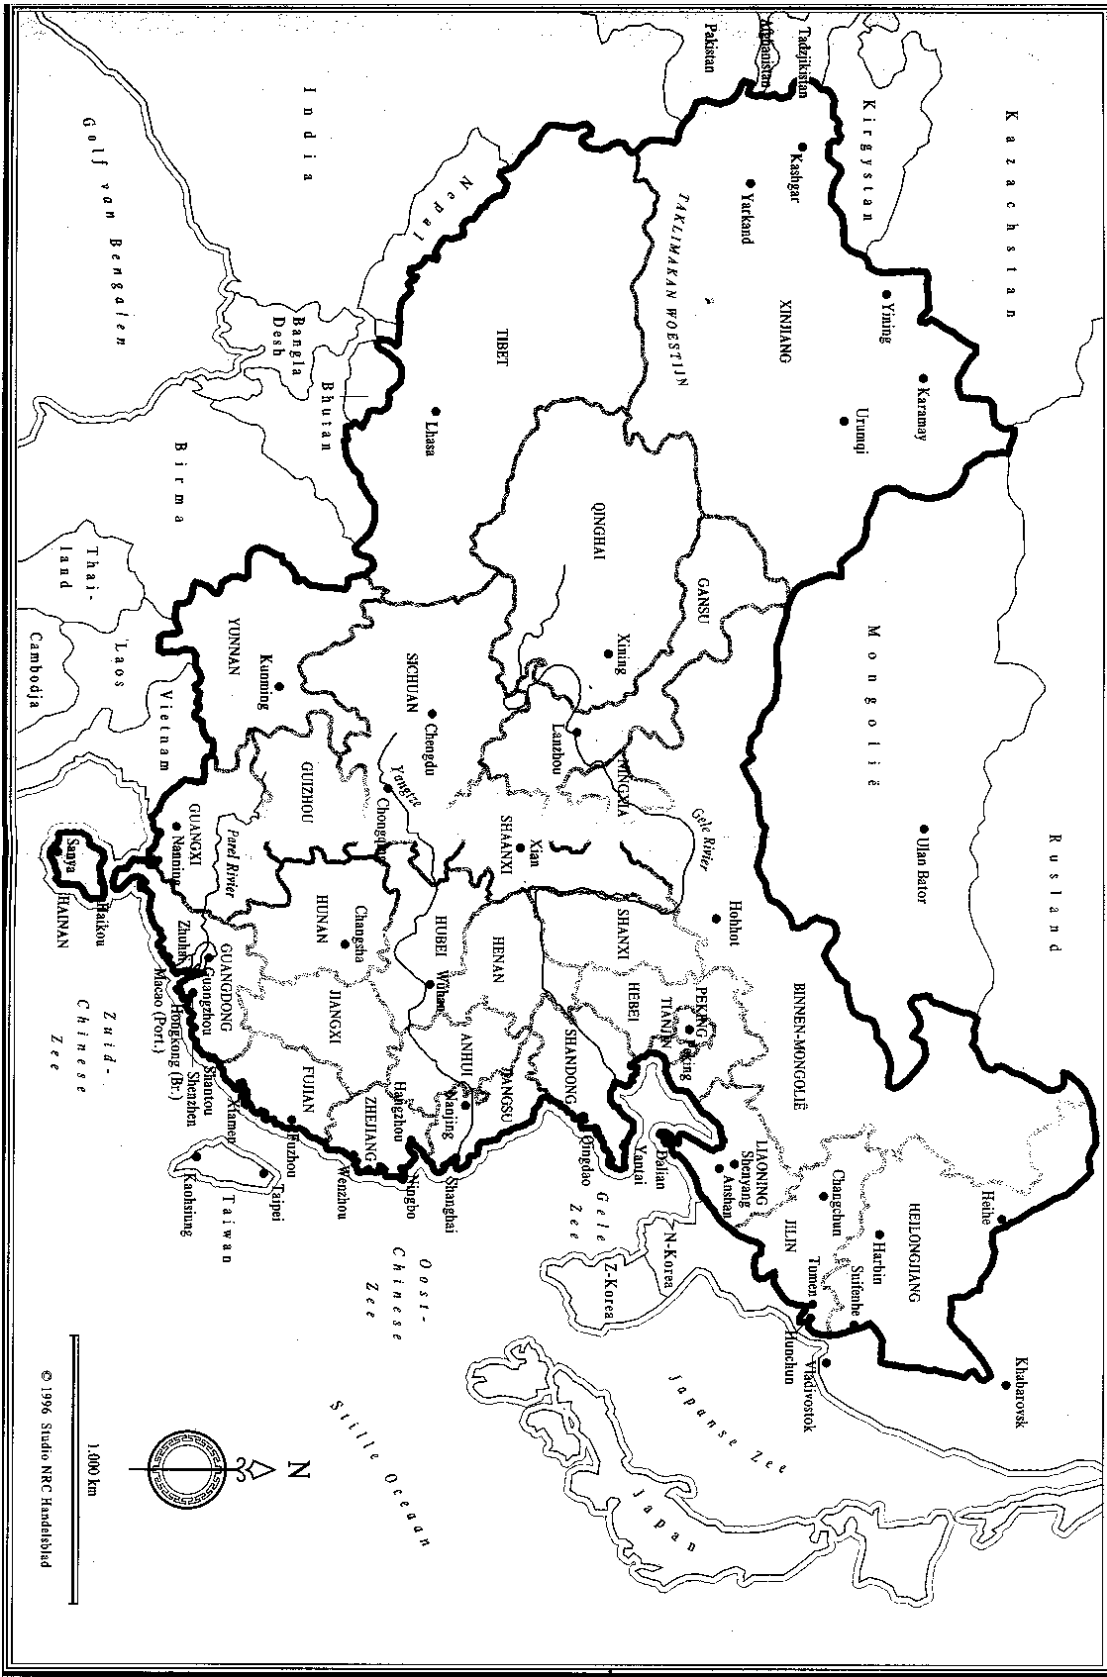 Kazachstan
Rusland
Kirgystan
Tadzjikistan
Afghanistan
Pakistan
Mongolië
Ulan Bator
Khabarovsk
Kashgar
Yarkand
Yining
Karamay
Urumqi
XINJIANG
TAKLIMAKAN WOESTIJN
BINNEN-MONGOLIË
Hohhot
Heihe
HEILONGJIANG
Harbin
Suifenhe
Changchun
JILIN
Tumen
Hunchun
Vladivostok
LIAONING
Shenyang
Anshan
Dalian
Yantai
Qingdao
GANSU
QINGHAI
Xining
Lanzhou
NINGXIA
Gele Rivier
SHAANXI
Xian
SHANXI
HEBEI
PEKING
Peking
TIANJIN
SHANDONG
HENAN
TIBET
Lhasa
SICHUAN
Chengdu
Yangtze
Chongqing
HUBEI
Wuhan
ANHUI
JIANGSU
Nanjing
Shanghai
Hangzhou
ZHEJIANG
Ningbo
Wenzhou
HUNAN
Changsha
JIANGXI
FUJIAN
Fuzhou
GUIZHOU
YUNNAN
Kunming
GUANGXI
Nanning
Parel Rivier
GUANGDONG
Guangzhou
Zhuhai
Macao (Port.)
Hongkong (Br.)
Shenzhen
Shantou
Xiamen
Taipei
Taiwan
Kaohsiung
Sanya
HAINAN
Haikou
India
Nepal
Bangla
Desh
Bhutan
Golf van Bengalen
Birma
Thai-
land
Laos
Cambodja
Vietnam
Zuid-
Chinese
Zee
Oost-
Chinese
Zee
Gele
Zee
N-Korea
Z-Korea
Japanse Zee
Japan
Stille Oceaan
N
1.000 km
© 1996 Studio NRC Handelsblad